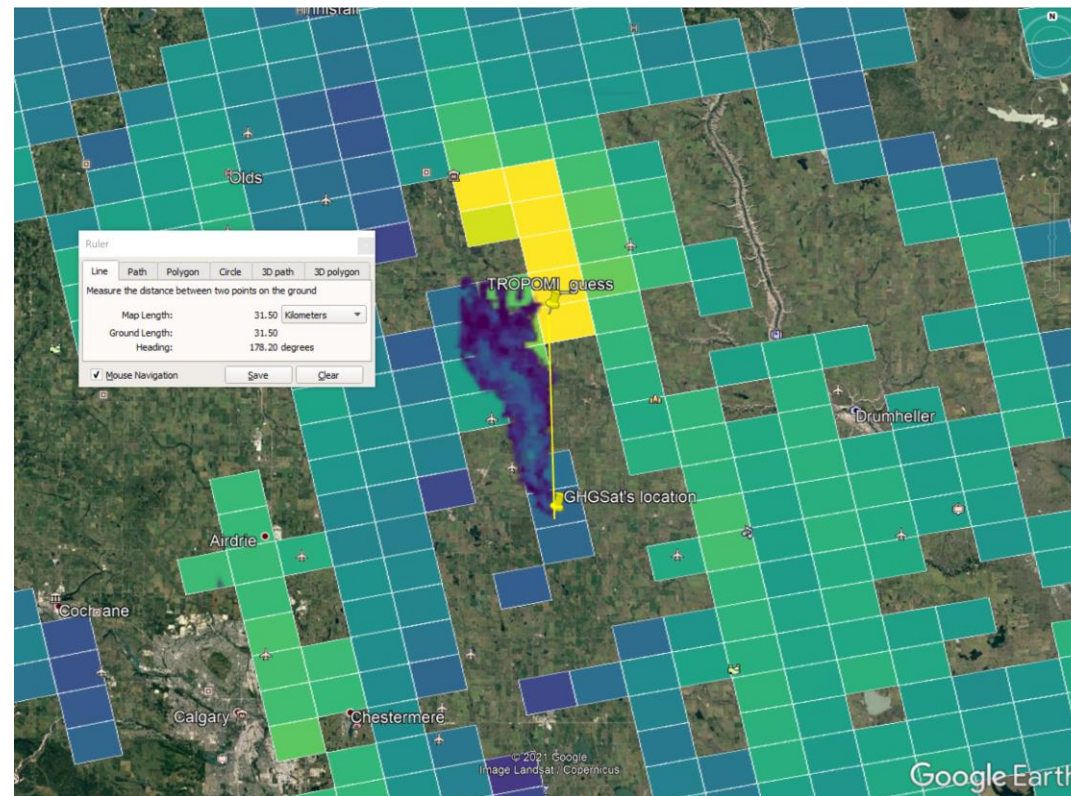 Innisfail
N
Olds
Ruler
Line Path Polygon Circle 3D path 3D polygon
Measure the distance between two points on the ground
Map Length: 31.50 Kilometers
Ground Length: 31.50
Heading: 178.20 degrees
Mouse Navigation Save Clear
TROPOMI_guess
Drumheller
GHGSat's location
Airdrie
Cochrane
Calgary
Chestermere
© 2021 Google
Image Landsat / Copernicus
Google Earth